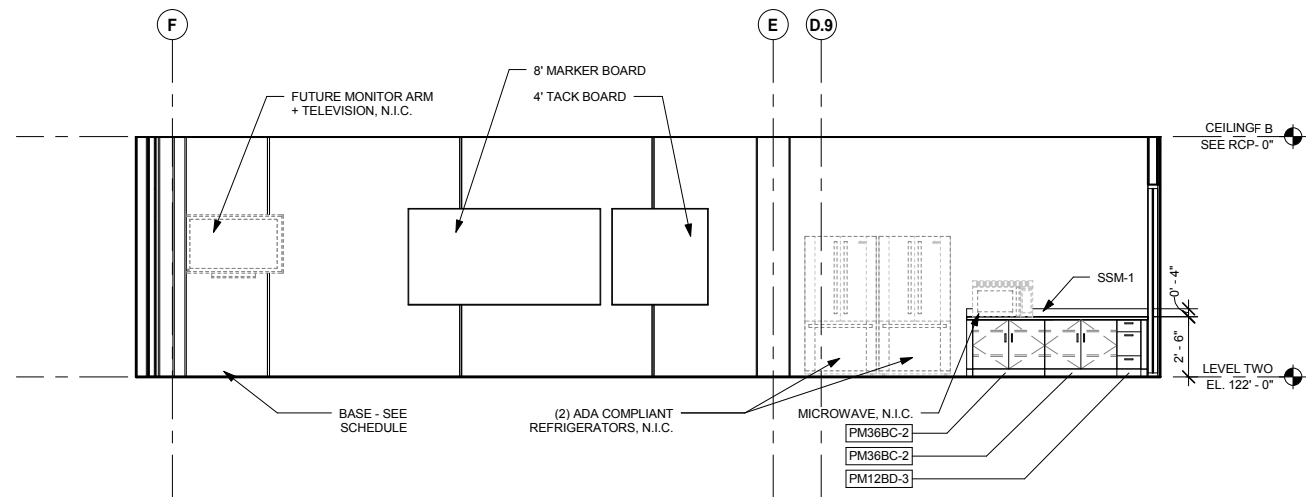 F
E
D.9
8' MARKER BOARD
4' TACK BOARD
FUTURE MONITOR ARM
+ TELEVISION, N.I.C.
CEILINGF B
SEE RCP- 0"
SSM-1
0' - 4"
2' - 6"
LEVEL TWO
EL. 122' - 0"
BASE - SEE
SCHEDULE
(2) ADA COMPLIANT
REFRIGERATORS, N.I.C.
MICROWAVE, N.I.C.
PM36BC-2
PM36BC-2
PM12BD-3